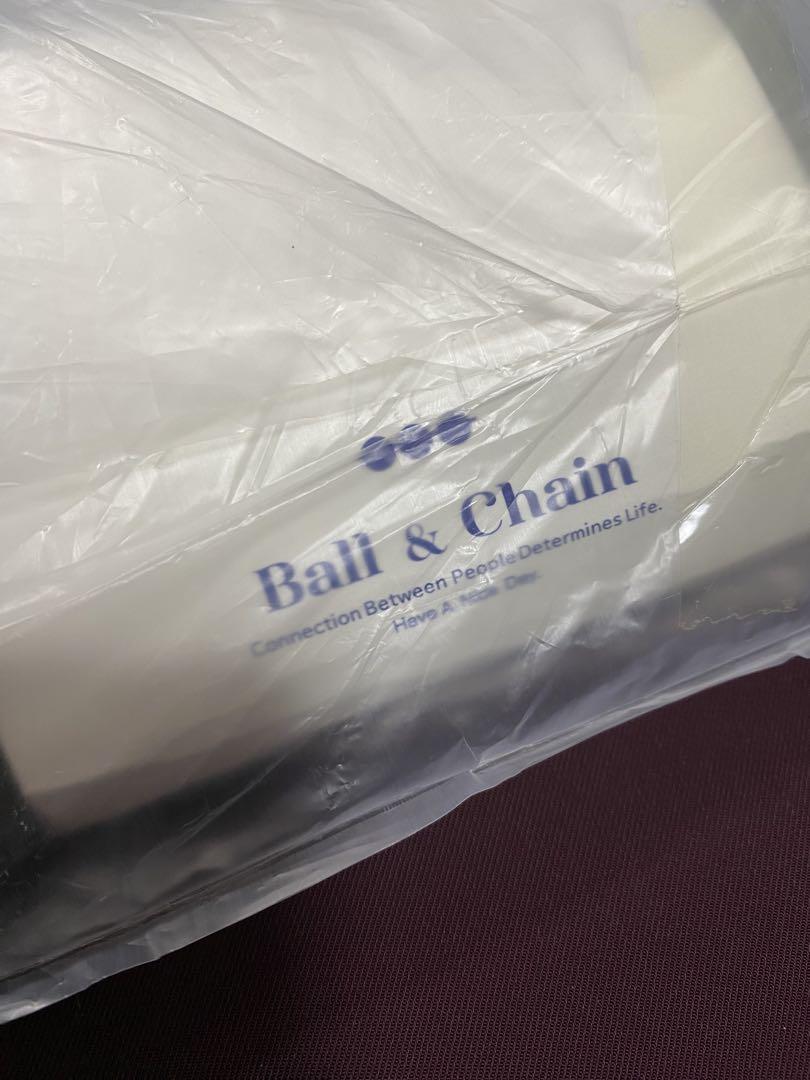 Ball & Chain
Connection Between People Determines Life.
Have A Nice Day.